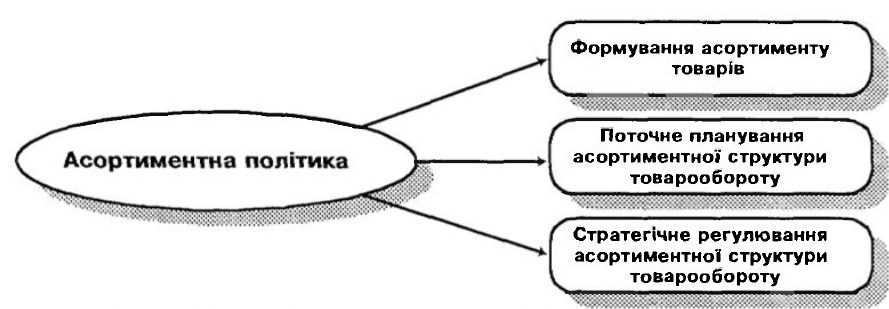 Формування асортименту
товарів
Асортиментна політика
Поточне планування
асортиментної структури
товарообороту
Стратегічне регулювання
асортиментної структури
товарообороту